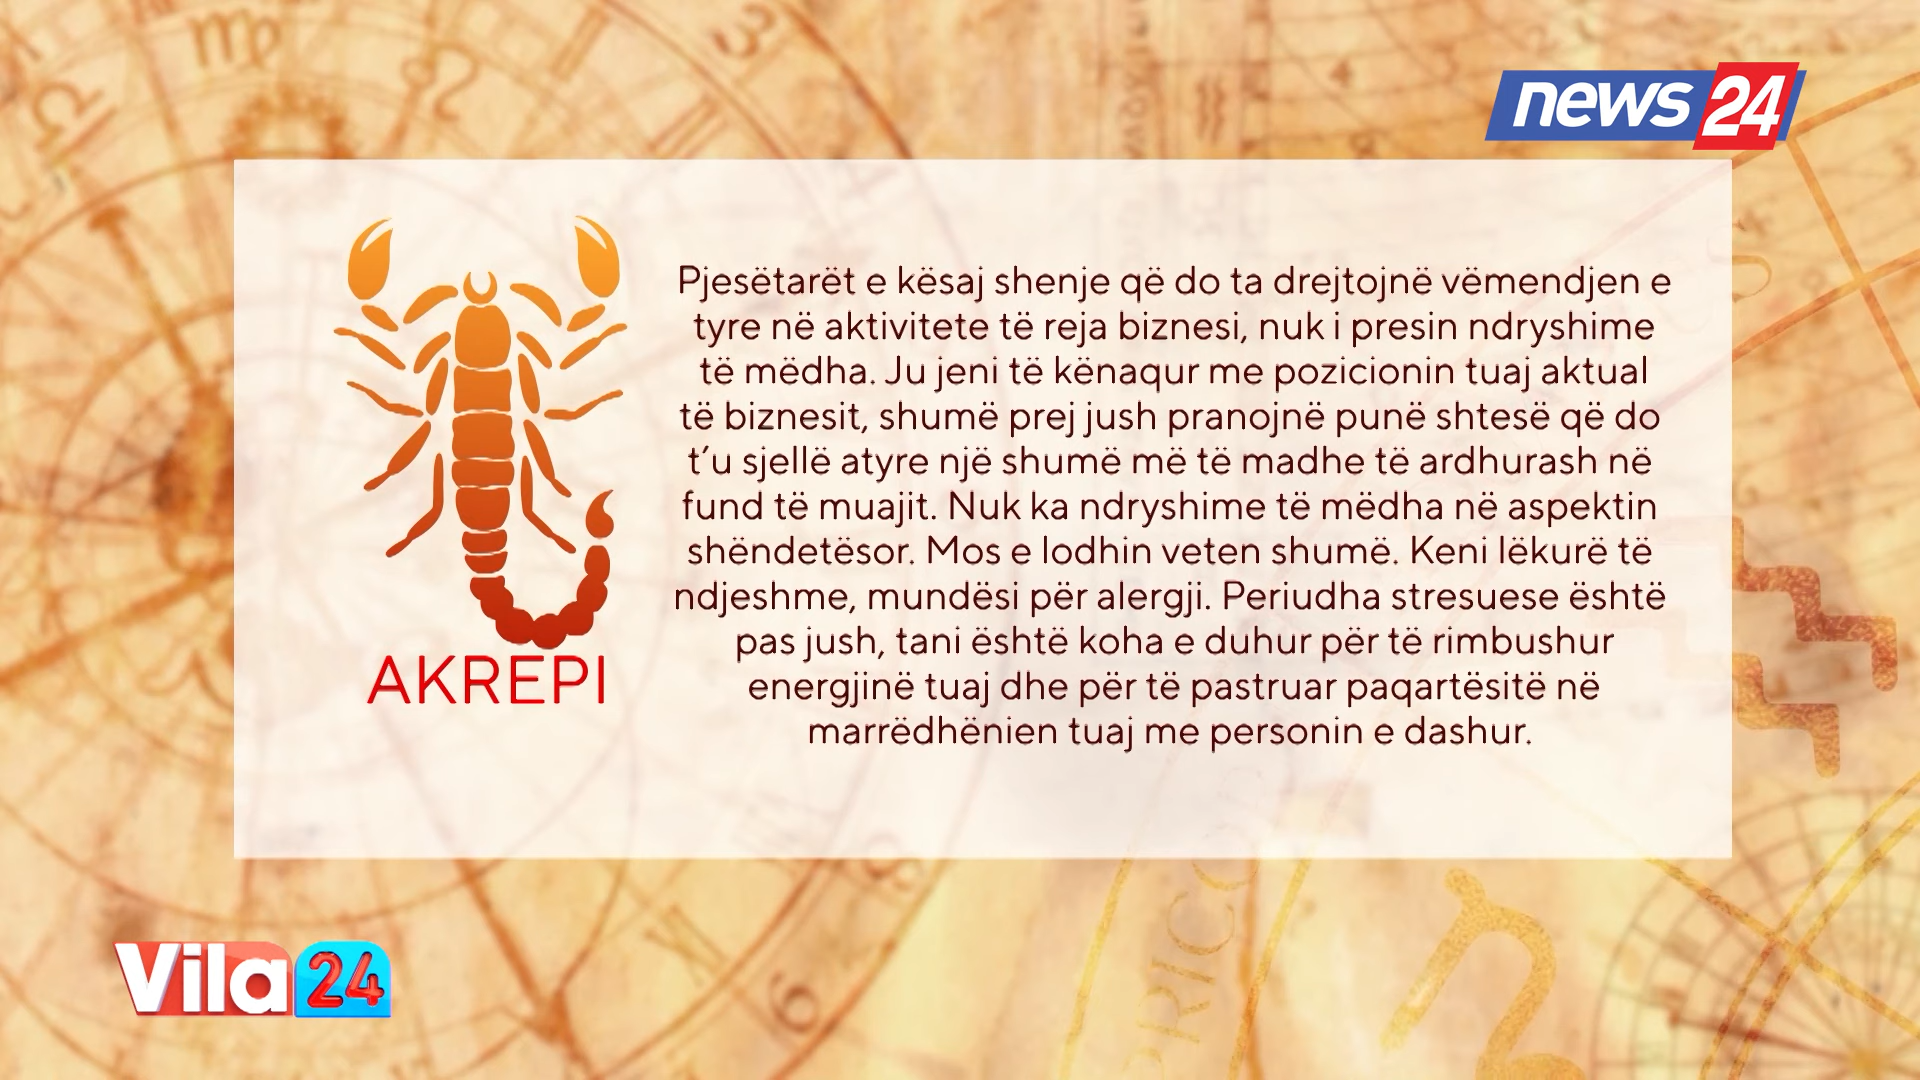 news 24
Pjesëtarët e kësaj shenje që do ta drejtojnë vëmendjen e
tyre në aktivitete të reja biznesi, nuk i presin ndryshime
të mëdha. Ju jeni të kënaqur me pozicionin tuaj aktual
të biznesit, shumë prej jush pranojnë punë shtesë që do
t´u sjellë atyre një shumë më të madhe të ardhurash në
fund të muajit. Nuk ka ndryshime të mëdha në aspektin
shëndetësor. Mos e lodhin veten shumë. Keni lëkurë të
ndjeshme, mundësi për alergji. Periudha stresuese është
pas jush, tani është koha e duhur për të rimbushur
energjinë tuaj dhe për të pastruar paqartësitë në
marrëdhënien tuaj me personin e dashur.
AKREPI
Vila 24